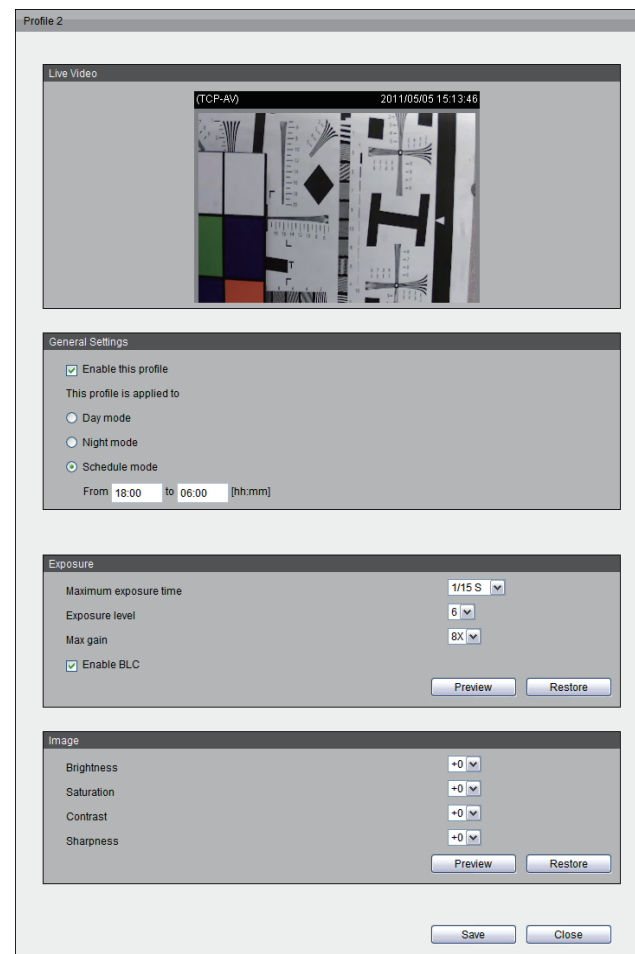 Profile 2
Live Video
(TCP-AV) 2011/05/05 15:13:46
L
T
L
L
General Settings
Enable this profile
This profile is applied to
Day mode
Night mode
Schedule mode
From 18:00 to 06:00 [hh:mm]
Exposure
Maximum exposure time 1/15 S
Exposure level 6
Max gain 8X
Enable BLC
Preview Restore
Image
Brightness +0
Saturation +0
Contrast +0
Sharpness +0
Preview Restore
Save Close